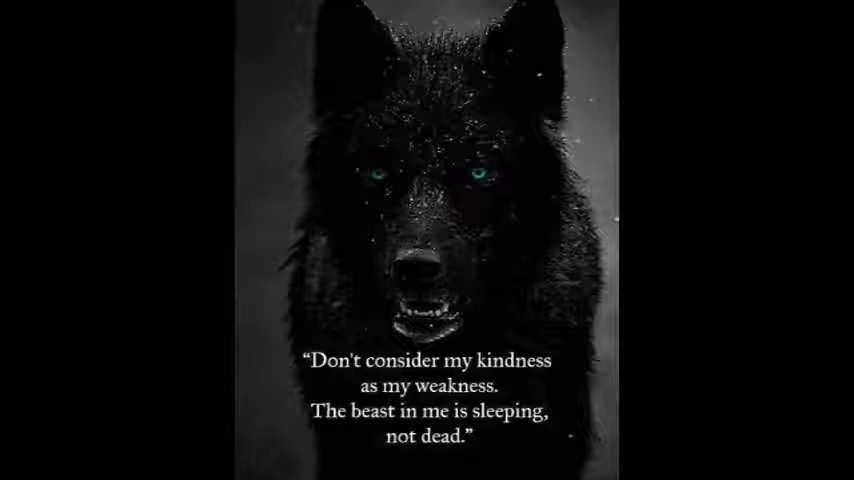 “Don't consider my kindness
as my weakness.
The beast in me is sleeping,
not dead.”